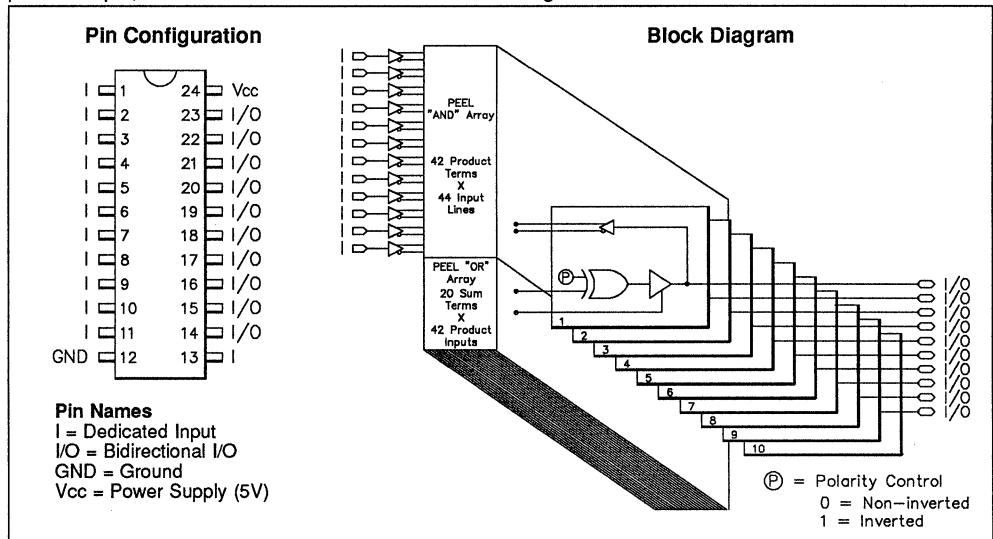 Pin Configuration
I 1 24 Vcc
I 2 23 I/O
I 3 22 I/O
I 4 21 I/O
I 5 20 I/O
I 6 19 I/O
I 7 18 I/O
I 8 17 I/O
I 9 16 I/O
I 10 15 I/O
I 11 14 I/O
GND 12 13 I
Pin Names
I = Dedicated Input
I/O = Bidirectional I/O
GND = Ground
Vcc = Power Supply (5V)
Block Diagram
I
I
I
I
I
I
I
I
I
I
I
I
PEEL
"AND" Array
42 Product
Terms
X
44 Input
Lines
PEEL "OR"
Array
20 Sum
Terms
X
42 Product
Inputs
P
1
2
3
4
5
6
7
8
9
10
I/O
I/O
I/O
I/O
I/O
I/O
I/O
I/O
I/O
I/O
P = Polarity Control
0 = Non-inverted
1 = Inverted